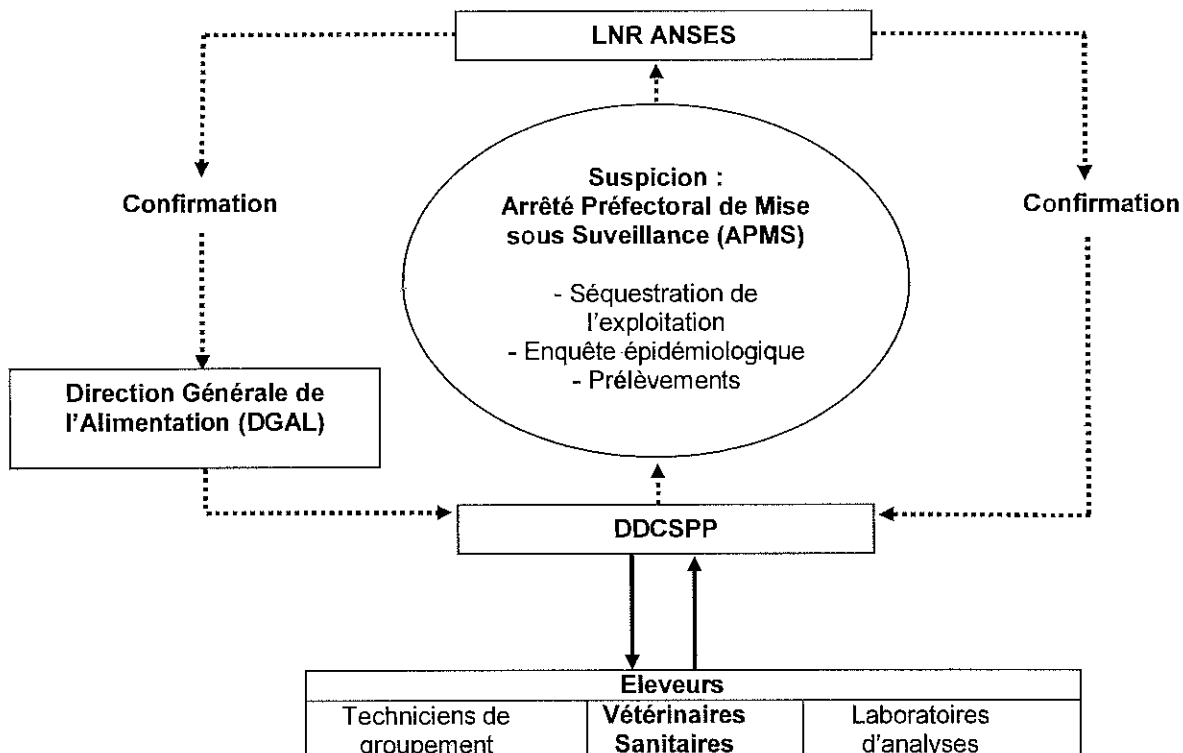 LNR ANSES
Confirmation
Suspicion :
Arrêté Préfectoral de Mise
sous Suveillance (APMS)
- Séquestration de
l'exploitation
- Enquête épidémiologique
- Prélèvements
Confirmation
Direction Générale de
l'Alimentation (DGAL)
DDCSPP
Eleveurs
Techniciens de
groupement
Vétérinaires
Sanitaires
Laboratoires
d'analyses